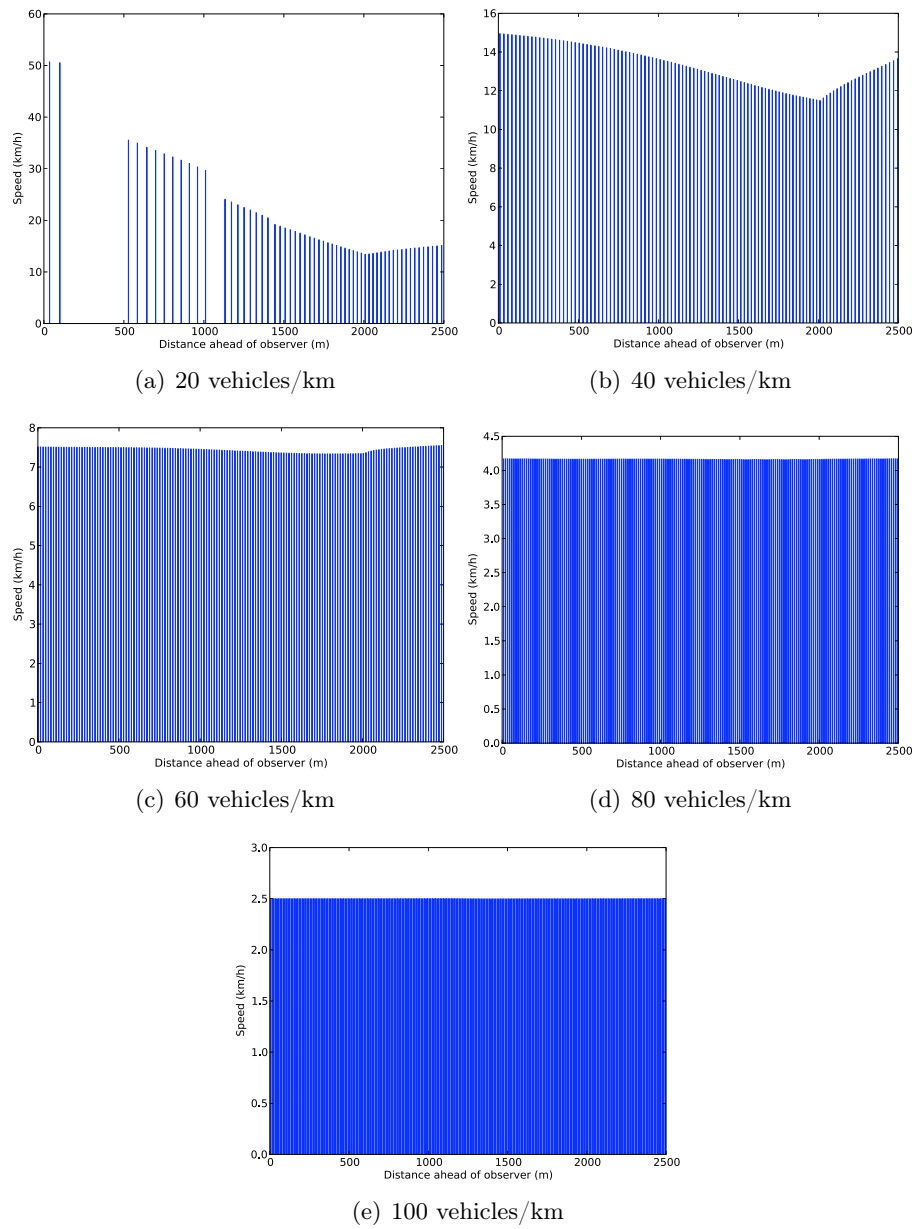 60
50
40
30
20
10
0
Speed (km/h)
0 500 1000 1500 2000 2500
Distance ahead of observer (m)
(a) 20 vehicles/km
16
14
12
10
8
6
4
2
0
Speed (km/h)
0 500 1000 1500 2000 2500
Distance ahead of observer (m)
(b) 40 vehicles/km
8
7
6
5
4
3
2
1
0
Speed (km/h)
0 500 1000 1500 2000 2500
Distance ahead of observer (m)
(c) 60 vehicles/km
4.5
4.0
3.5
3.0
2.5
2.0
1.5
1.0
0.5
0.0
Speed (km/h)
0 500 1000 1500 2000 2500
Distance ahead of observer (m)
(d) 80 vehicles/km
3.0
2.5
2.0
1.5
1.0
0.5
0.0
Speed (km/h)
0 500 1000 1500 2000 2500
Distance ahead of observer (m)
(e) 100 vehicles/km